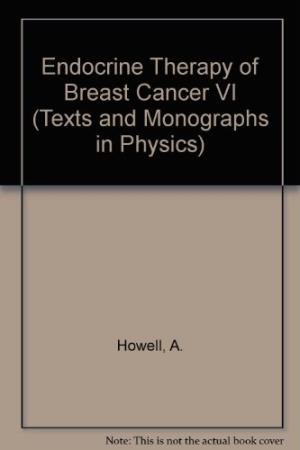 Endocrine Therapy of
Breast Cancer VI
(Texts and Monographs
in Physics)
Howell, A.
Note: This is not the actual book cover